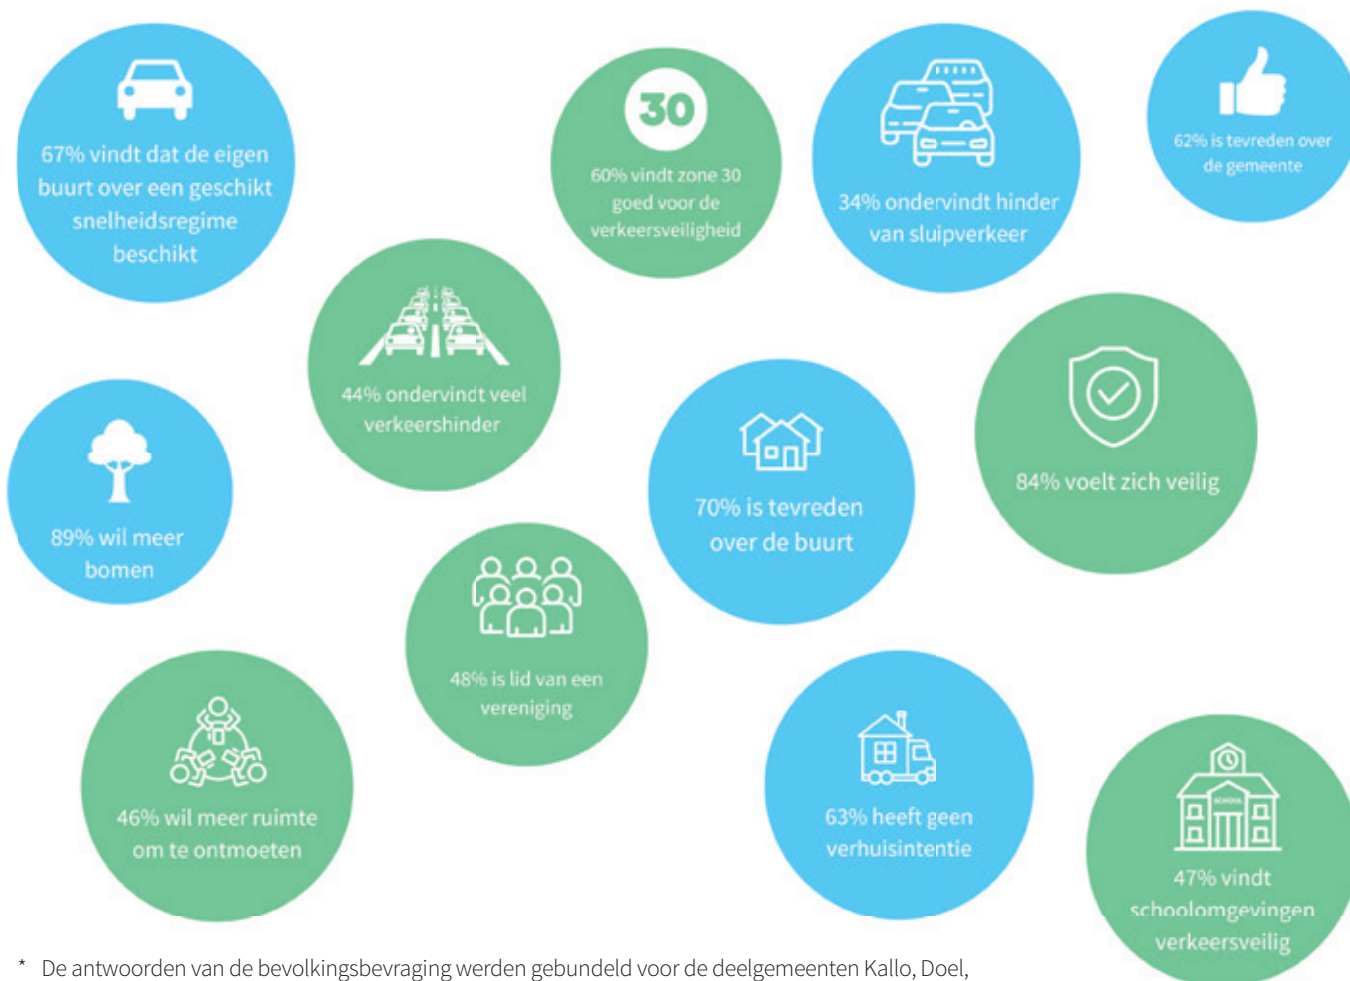 67% vindt dat de eigen
buurt over een geschikt
snelheidsregime
beschikt
30
60% vindt zone 30
goed voor de
verkeersveiligheid
34% ondervindt hinder
van sluipverkeer
62% is tevreden over
de gemeente
44% ondervindt veel
verkeershinder
84% voelt zich veilig
89% wil meer
bomen
70% is tevreden
over de buurt
48% is lid van een
vereniging
46% wil meer ruimte
om te ontmoeten
63% heeft geen
verhuisintentie
SCHOOL
47% vindt
schoolomgevingen
verkeersveilig
* De antwoorden van de bevolkingsbevraging werden gebundeld voor de deelgemeenten Kallo, Doel,